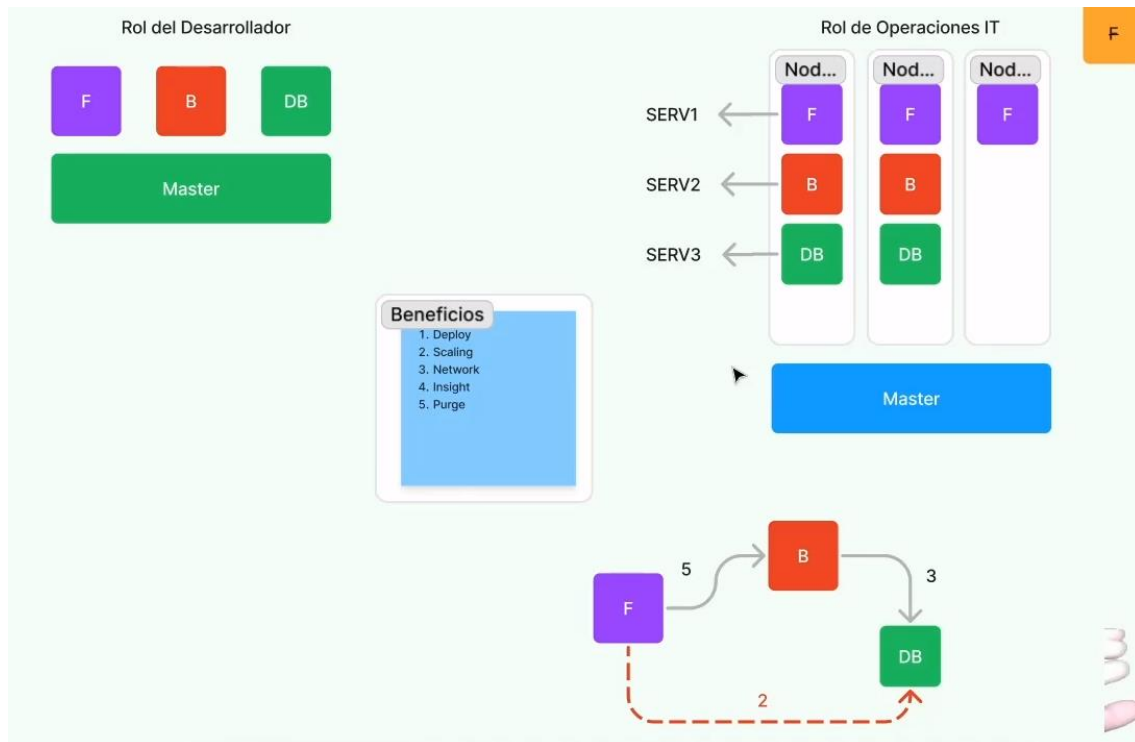 Rol del Desarrollador
F B DB
Master
Rol de Operaciones IT
F
Nod... Nod... Nod...
SERV1 F F F
SERV2 B B
SERV3 DB DB
Master
Beneficios
1. Deploy
2. Scaling
3. Network
4. Insight
5. Purge
B
5
3
F
DB
2